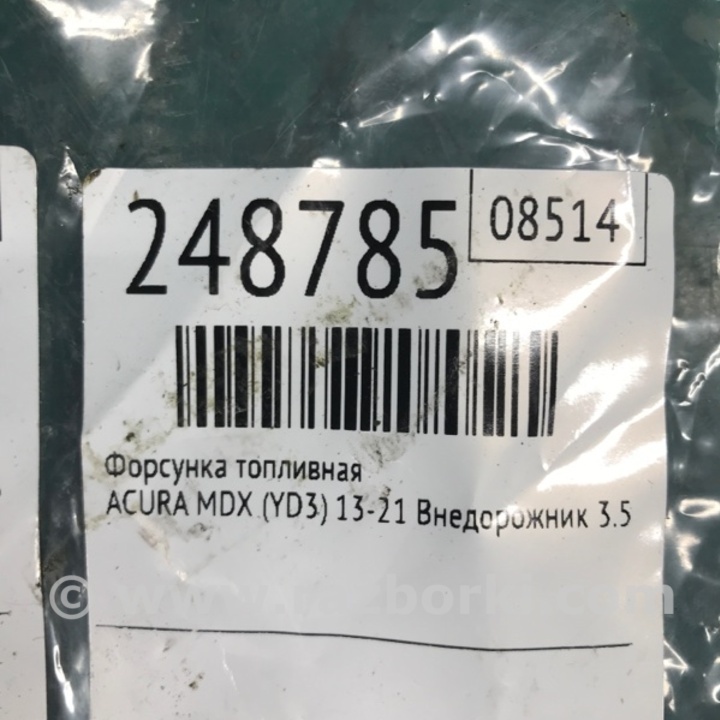 248785
08514
Форсунка топливная
ACURA MDX (YD3) 13-21 Внедорожник 3.5